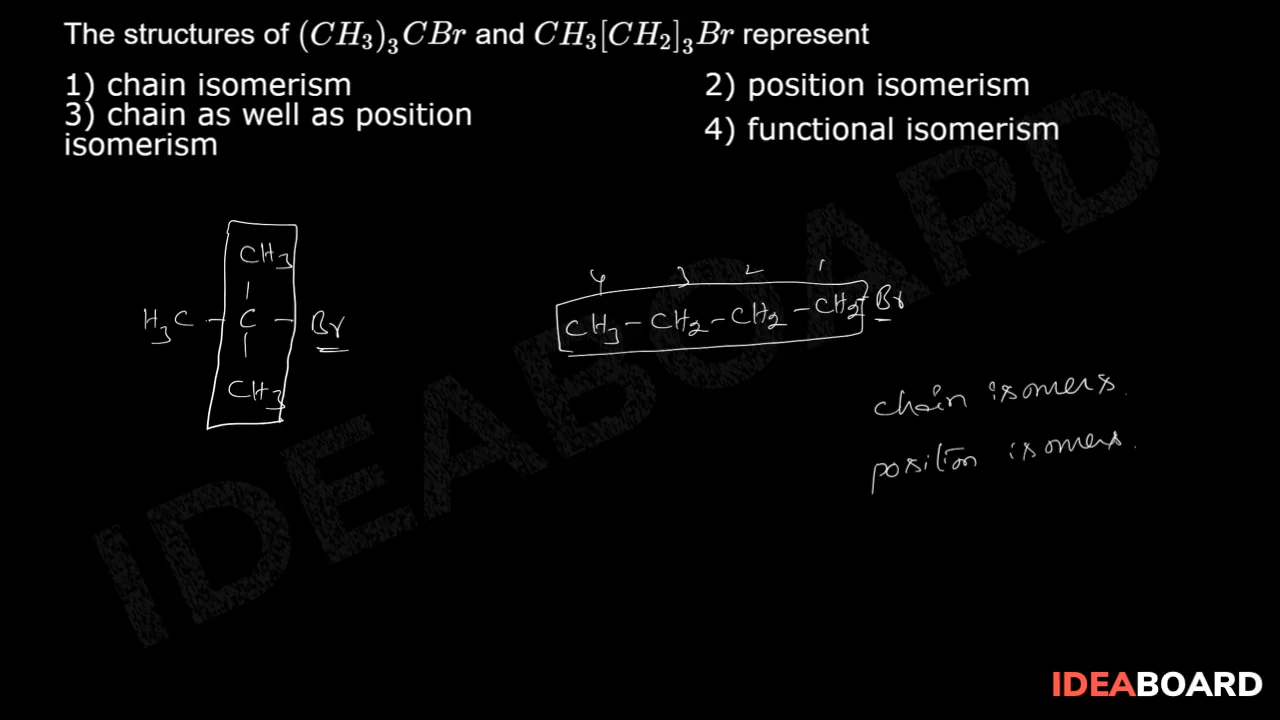 The structures of (CH₃)₃CBr and CH₃[CH₂]₃Br represent
1) chain isomerism
2) position isomerism
3) chain as well as position
isomerism
4) functional isomerism
CH3
H3C - C - Br
CH3
4 3 2 1
CH3 - CH2 - CH2 - CH2 - Br
chain isomers.
position isomers.
IDEABOARD
IDEABOARD